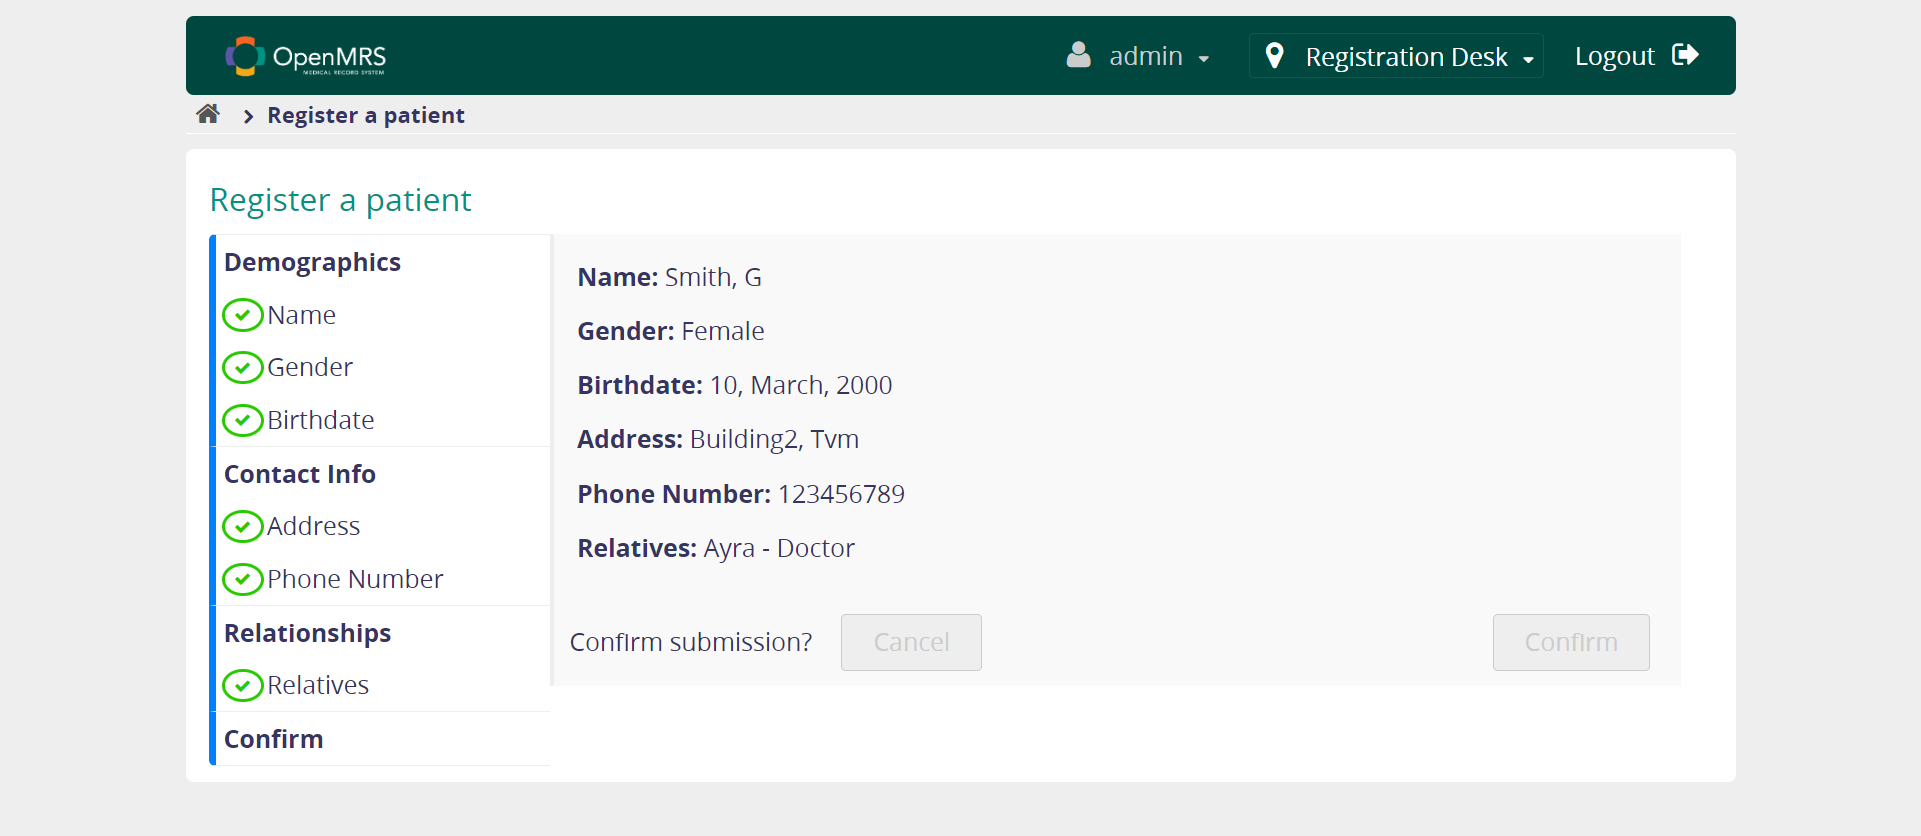 OpenMRS
MEDICAL RECORD SYSTEM
admin
Registration Desk
Logout
Register a patient
Register a patient
Demographics
Name
Gender
Birthdate
Contact Info
Address
Phone Number
Relationships
Relatives
Confirm
Name: Smith, G
Gender: Female
Birthdate: 10, March, 2000
Address: Building2, Tvm
Phone Number: 123456789
Relatives: Ayra - Doctor
Confirm submission? Cancel Confirm